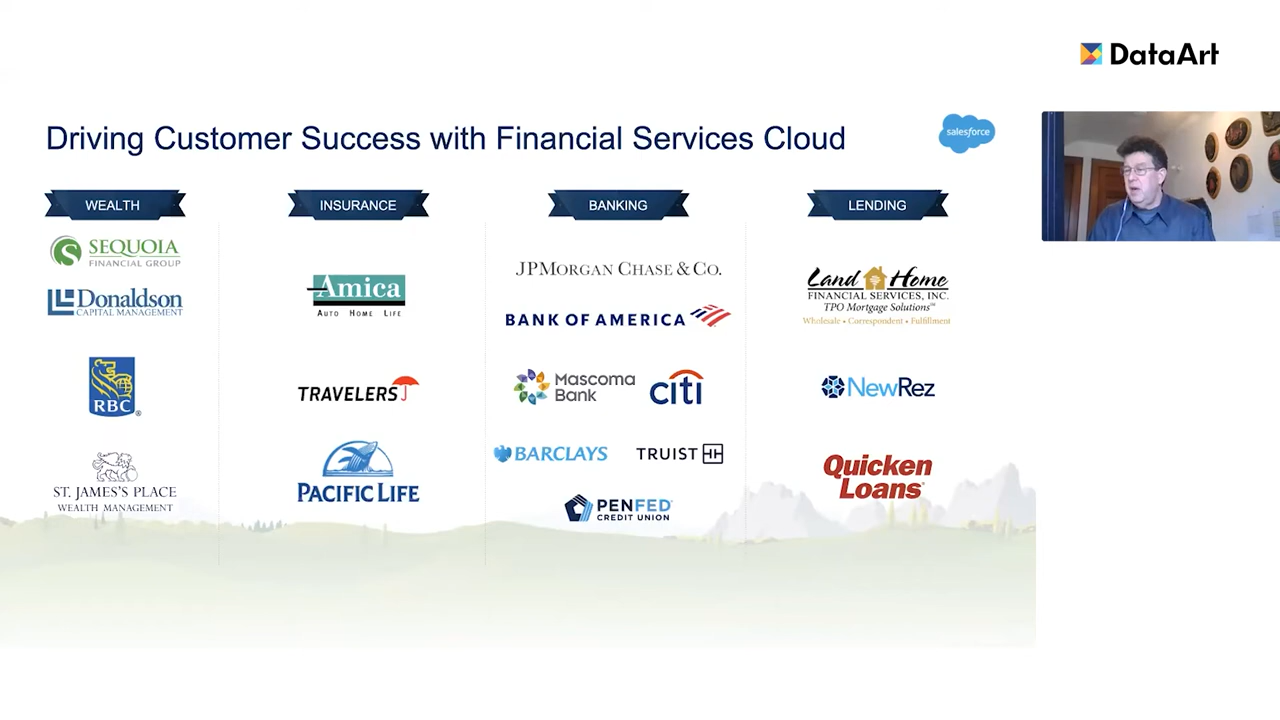 DataArt
Driving Customer Success with Financial Services Cloud
salesforce
WEALTH
SEQUOIA
FINANCIAL GROUP
Donaldson
CAPITAL MANAGEMENT
RBC
®
ST. JAMES'S PLACE
WEALTH MANAGEMENT
INSURANCE
Amica
AUTO HOME LIFE
TRAVELERS
PACIFIC LIFE
BANKING
JPMORGAN CHASE & CO.
BANK OF AMERICA
Mascoma
Bank
citi
BARCLAYS
TRUIST
PENFED
CREDIT UNION
LENDING
Land Home
FINANCIAL SERVICES, INC.
TPO Mortgage Solutions℠
Wholesale • Correspondent • Fulfillment
NewRez
Quicken
Loans